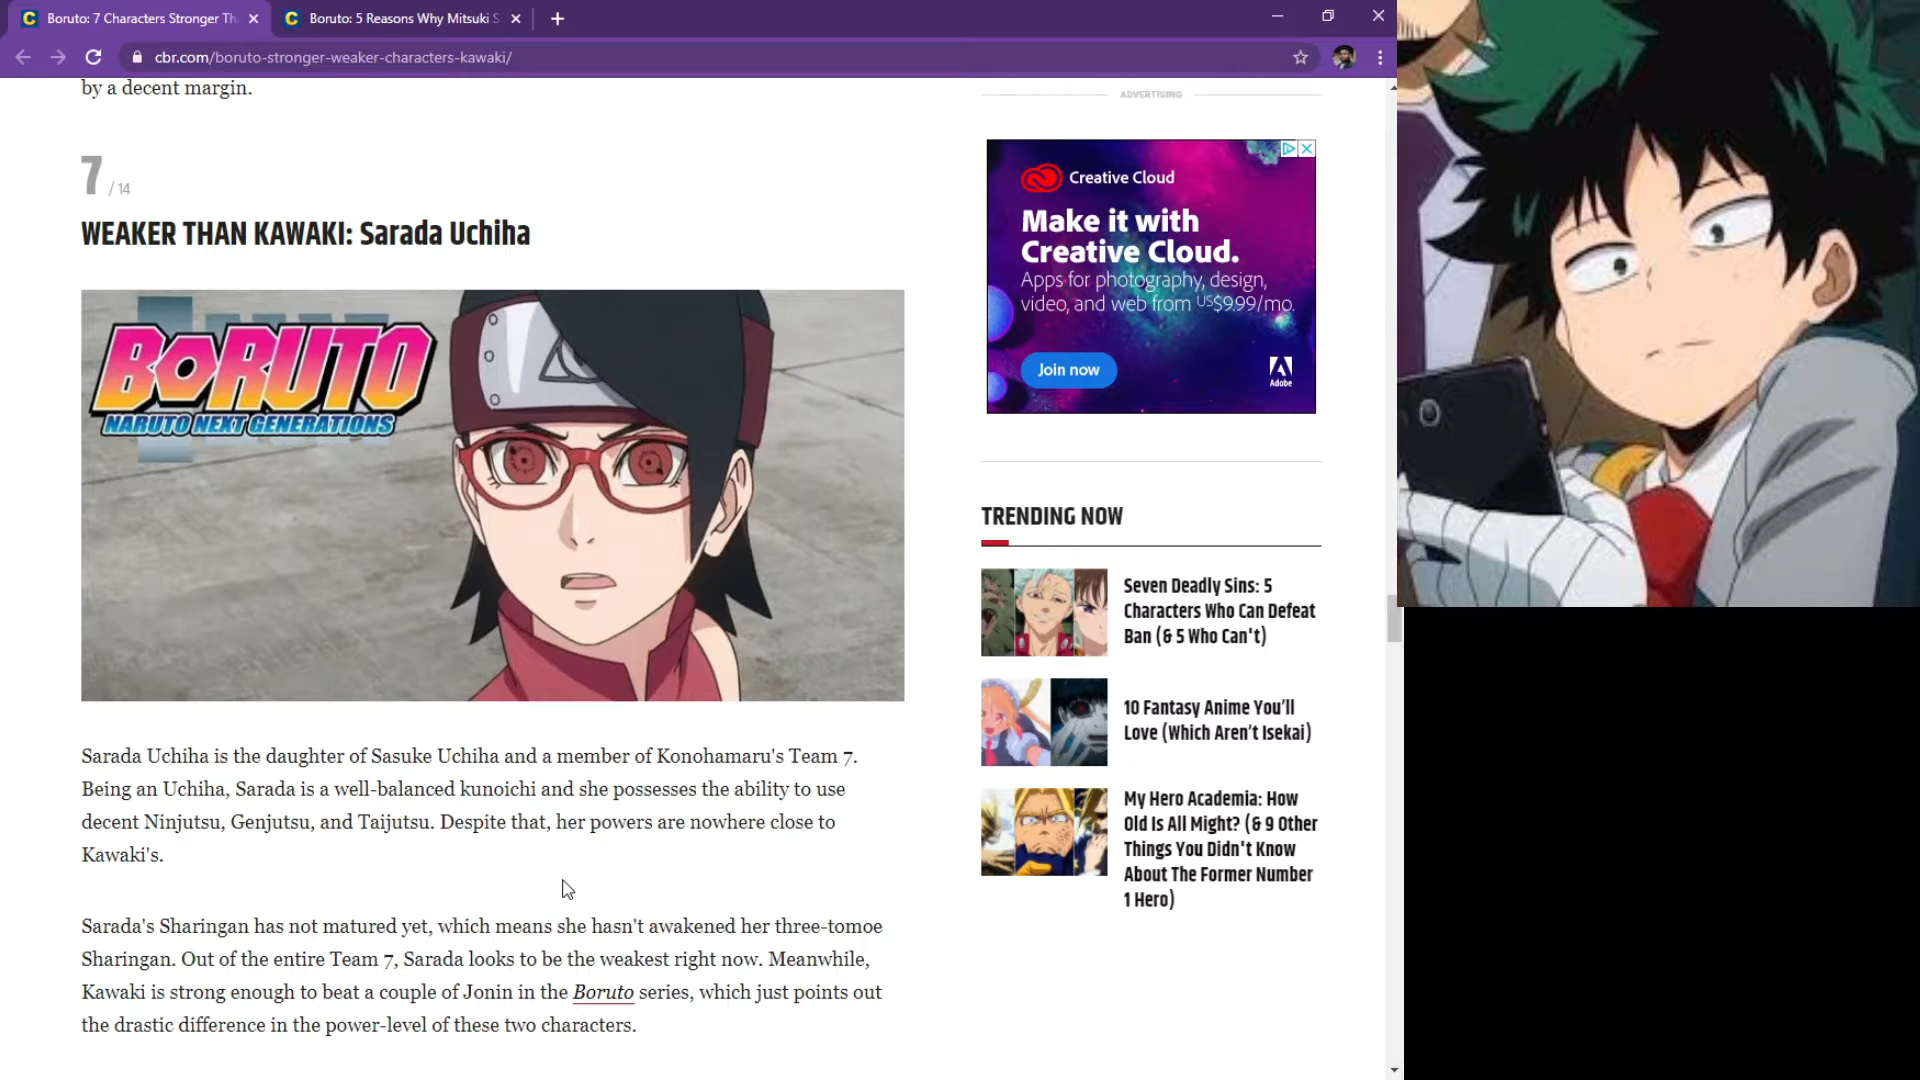 Boruto: 7 Characters Stronger Th
Boruto: 5 Reasons Why Mitsuki S
cbr.com/boruto-stronger-weaker-characters-kawaki/
by a decent margin.
7 / 14
WEAKER THAN KAWAKI: Sarada Uchiha
BORUTO
NARUTO NEXT GENERATIONS
Sarada Uchiha is the daughter of Sasuke Uchiha and a member of Konohamaru's Team 7.
Being an Uchiha, Sarada is a well-balanced kunoichi and she possesses the ability to use
decent Ninjutsu, Genjutsu, and Taijutsu. Despite that, her powers are nowhere close to
Kawaki's.
Sarada's Sharingan has not matured yet, which means she hasn't awakened her three-tomoe
Sharingan. Out of the entire Team 7, Sarada looks to be the weakest right now. Meanwhile,
Kawaki is strong enough to beat a couple of Jonin in the Boruto series, which just points out
the drastic difference in the power-level of these two characters.
ADVERTISING
Creative Cloud
Make it with
Creative Cloud.
Apps for photography, design,
video, and web from US$9.99/mo.
Join now
Adobe
TRENDING NOW
Seven Deadly Sins: 5
Characters Who Can Defeat
Ban (& 5 Who Can't)
10 Fantasy Anime You'll
Love (Which Aren't Isekai)
My Hero Academia: How
Old Is All Might? (& 9 Other
Things You Didn't Know
About The Former Number
1 Hero)